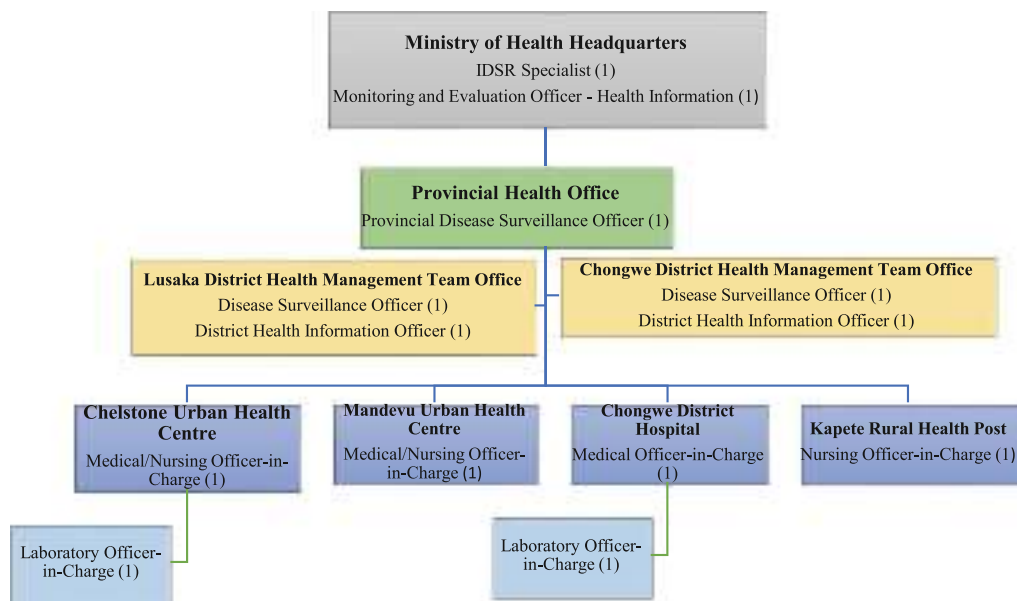 Ministry of Health Headquarters
IDSR Specialist (1)
Monitoring and Evaluation Officer - Health Information (1)
Provincial Health Office
Provincial Disease Surveillance Officer (1)
Lusaka District Health Management Team Office
Disease Surveillance Officer (1)
District Health Information Officer (1)
Chongwe District Health Management Team Office
Disease Surveillance Officer (1)
District Health Information Officer (1)
Chelstone Urban Health
Centre
Medical/Nursing Officer-in-
Charge (1)
Mandevu Urban Health
Centre
Medical/Nursing Officer-
in-Charge (1)
Chongwe District
Hospital
Medical Officer-in-Charge
(1)
Kapete Rural Health Post
Nursing Officer-in-Charge (1)
Laboratory Officer-
in-Charge (1)
Laboratory Officer-
in-Charge (1)